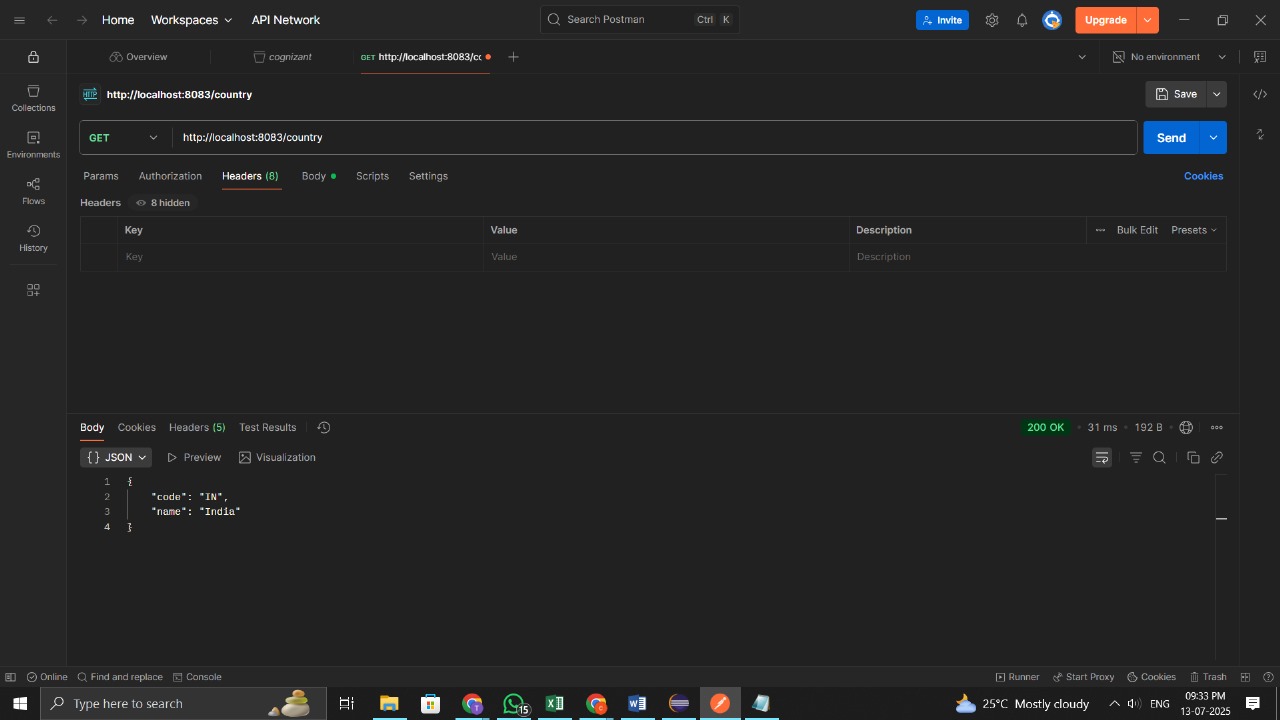 Home Workspaces API Network Search Postman Ctrl K Invite Upgrade
Overview cognizant GET http://localhost:8083/cc No environment
HTTP http://localhost:8083/country Save
GET http://localhost:8083/country Send
Params Authorization Headers (8) Body Scripts Settings Cookies
Headers 8 hidden
Key Value Description Bulk Edit Presets
Key Value Description
Collections
Environments
Flows
History
Body Cookies Headers (5) Test Results 200 OK 31 ms 192 B
{} JSON Preview Visualization
1 {
2 "code": "IN",
3 "name": "India"
4 }
Online Find and replace Console Runner Start Proxy Cookies Trash
Type here to search 15 25°C Mostly cloudy ENG 09:33 PM
13-07-2025